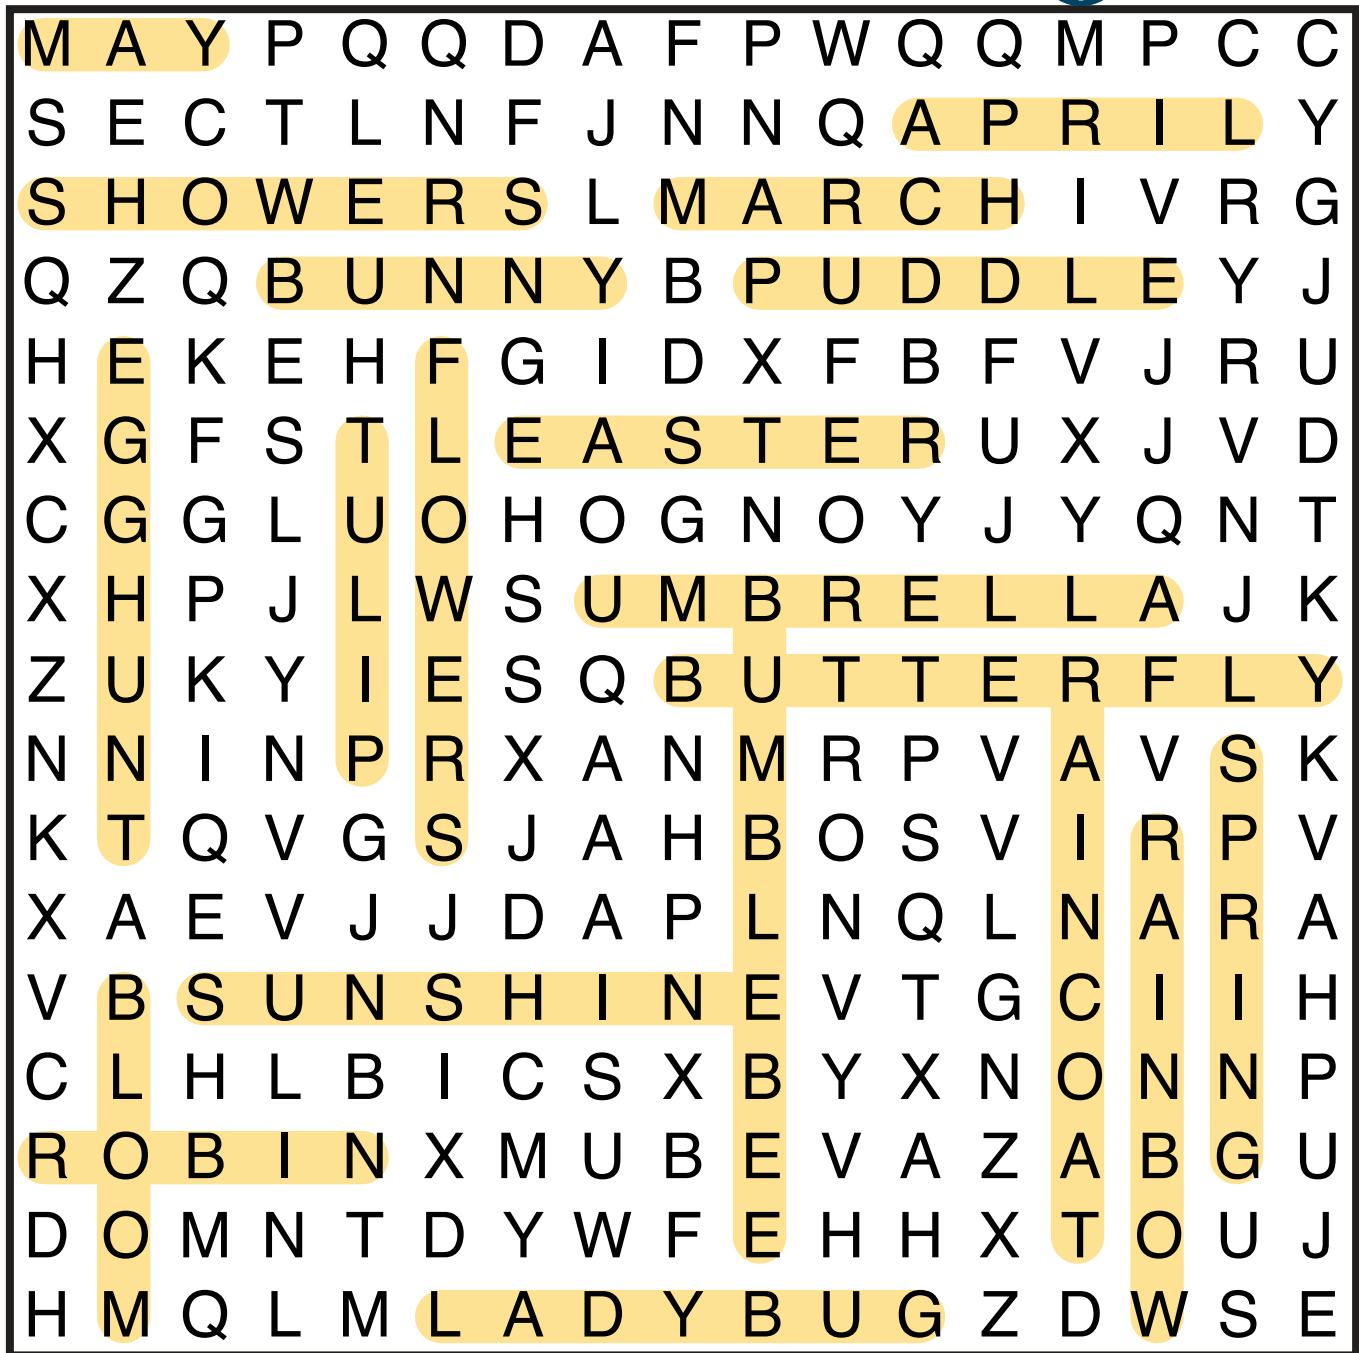 M A Y P Q Q D A F P W Q Q M P C C
S E C T L N F J N N Q A P R I L Y
S H O W E R S L M A R C H I V R G
Q Z Q B U N N Y B P U D D L E Y J
H E K E H F G I D X F B F V J R U
X G F S T L E A S T E R U X J V D
C G G L U O H O G N O Y J Y Q N T
X H P J L W S U M B R E L L A J K
Z U K Y I E S Q B U T T E R F L Y
N N I N P R X A N M R P V A V S K
K T Q V G S J A H B O S V I R P V
X A E V J J D A P L N Q L N A R A
V B S U N S H I N E V T G C I I H
C L H L B I C S X B Y X N O N N P
R O B I N X M U B E V A Z A B G U
D O M N T D Y W F E H H X T O U J
H M Q L M L A D Y B U G Z D W S E